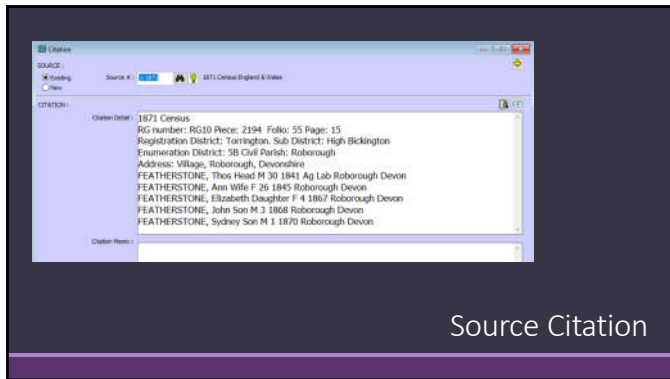 Citation
SOURCE :
Existing
New
Source # :
1871 Census England & Wales
CITATION :
Citation Detail :
1871 Census
RG number: RG10 Piece: 2194 Folio: 55 Page: 15
Registration District: Torrington. Sub District: High Bickington
Enumeration District: 5B Civil Parish: Roborough
Address: Village, Roborough, Devonshire
FEATHERSTONE, Thos Head M 30 1841 Ag Lab Roborough Devon
FEATHERSTONE, Ann Wife F 26 1845 Roborough Devon
FEATHERSTONE, Elizabeth Daughter F 4 1867 Roborough Devon
FEATHERSTONE, John Son M 3 1868 Roborough Devon
FEATHERSTONE, Sydney Son M 1 1870 Roborough Devon
Citation Memo :
Source Citation